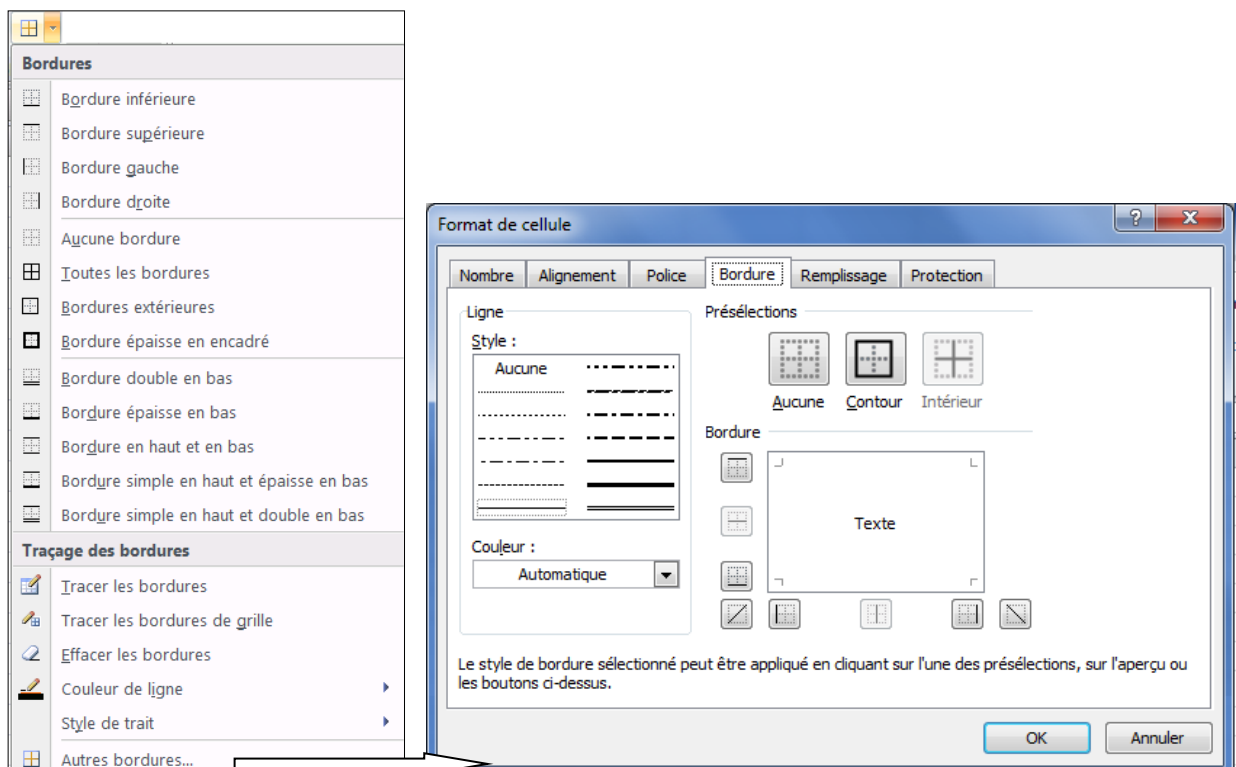 Bordures
Bordure inférieure
Bordure supérieure
Bordure gauche
Bordure droite
Aucune bordure
Toutes les bordures
Bordures extérieures
Bordure épaisse en encadré
Bordure double en bas
Bordure épaisse en bas
Bordure en haut et en bas
Bordure simple en haut et épaisse en bas
Bordure simple en haut et double en bas
Traçage des bordures
Tracer les bordures
Tracer les bordures de grille
Effacer les bordures
Couleur de ligne
Style de trait
Autres bordures...
Format de cellule
? X
Nombre Alignement Police Bordure Remplissage Protection
Ligne
Style :
Aucune
Couleur :
Automatique
Présélections
Aucune Contour Intérieur
Bordure
Texte
Le style de bordure sélectionné peut être appliqué en cliquant sur l'une des présélections, sur l'aperçu ou
les boutons ci-dessus.
OK Annuler